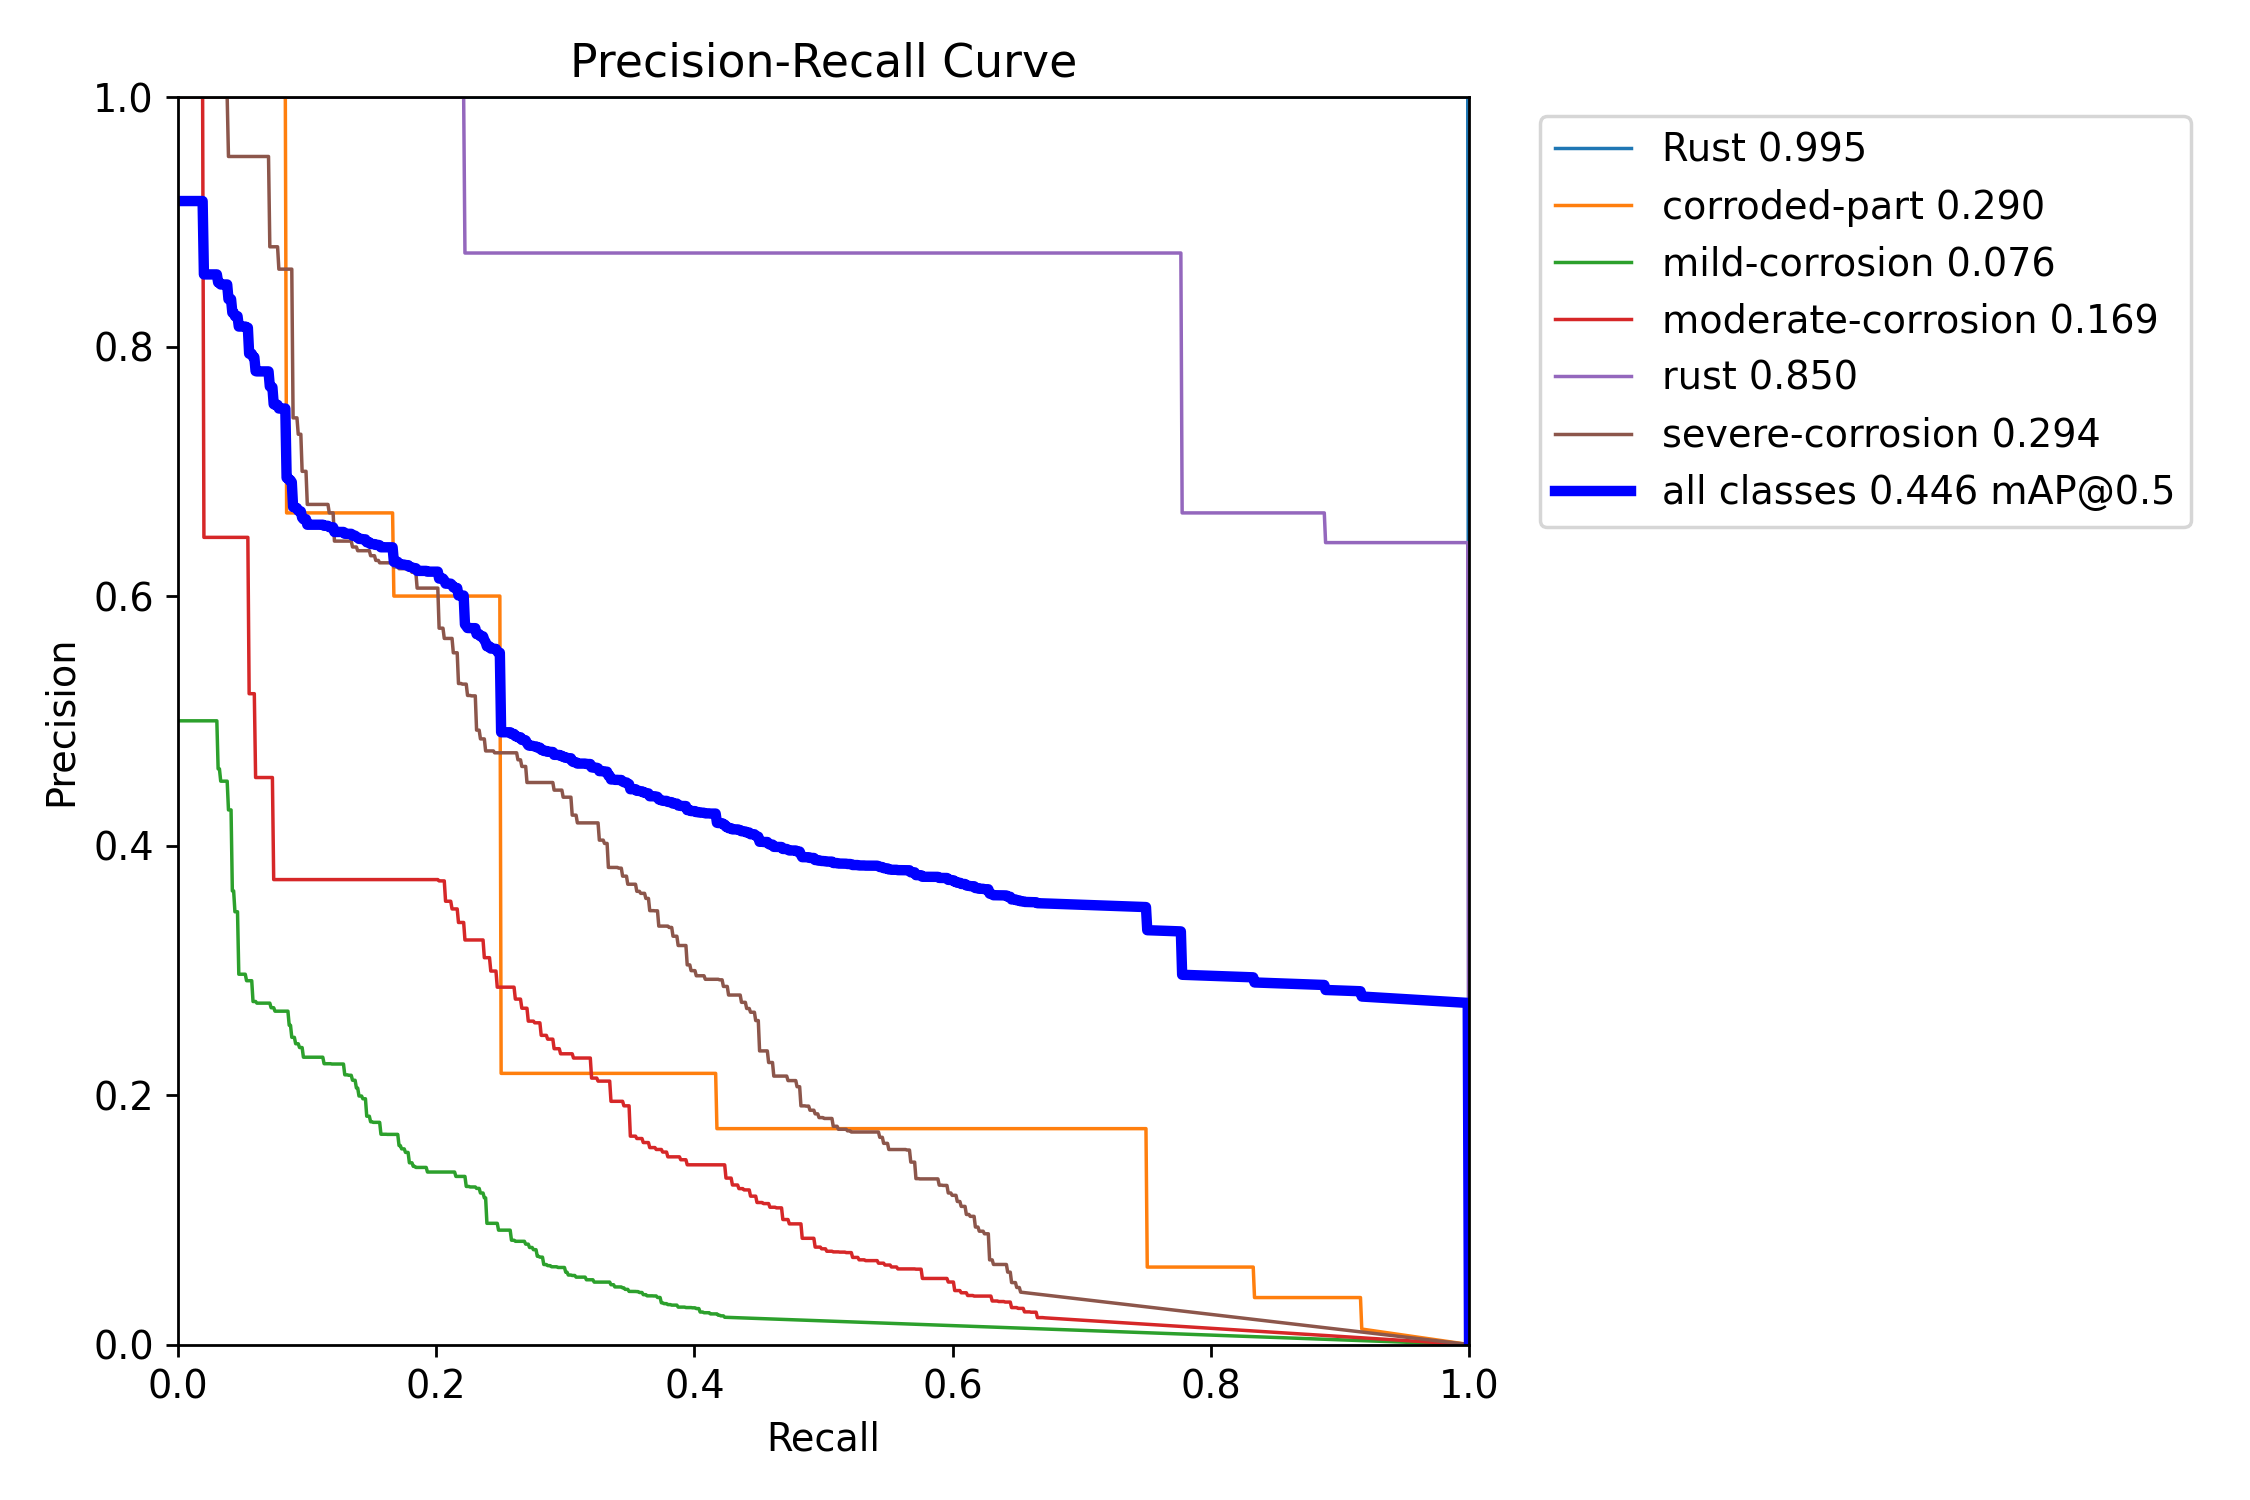 Precision-Recall Curve
1.0
0.8
0.6
0.4
0.2
0.0
Precision
0.0 0.2 0.4 0.6 0.8 1.0
Recall
Rust 0.995
corroded-part 0.290
mild-corrosion 0.076
moderate-corrosion 0.169
rust 0.850
severe-corrosion 0.294
all classes 0.446 mAP@0.5